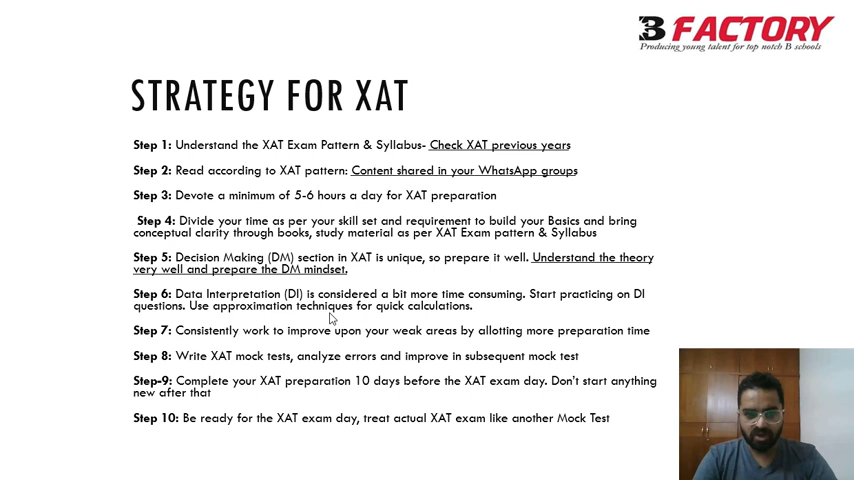 3 FACTORY
Producing young talent for top notch B schools
STRATEGY FOR XAT
Step 1: Understand the XAT Exam Pattern & Syllabus- Check XAT previous years
Step 2: Read according to XAT pattern: Content shared in your WhatsApp groups
Step 3: Devote a minimum of 5-6 hours a day for XAT preparation
Step 4: Divide your time as per your skill set and requirement to build your Basics and bring
conceptual clarity through books, study material as per XAT Exam pattern & Syllabus
Step 5: Decision Making (DM) section in XAT is unique, so prepare it well. Understand the theory
very well and prepare the DM mindset.
Step 6: Data Interpretation (DI) is considered a bit more time consuming. Start practicing on DI
questions. Use approximation techniques for quick calculations.
Step 7: Consistently work to improve upon your weak areas by allotting more preparation time
Step 8: Write XAT mock tests, analyze errors and improve in subsequent mock test
Step-9: Complete your XAT preparation 10 days before the XAT exam day. Don't start anything
new after that
Step 10: Be ready for the XAT exam day, treat actual XAT exam like another Mock Test